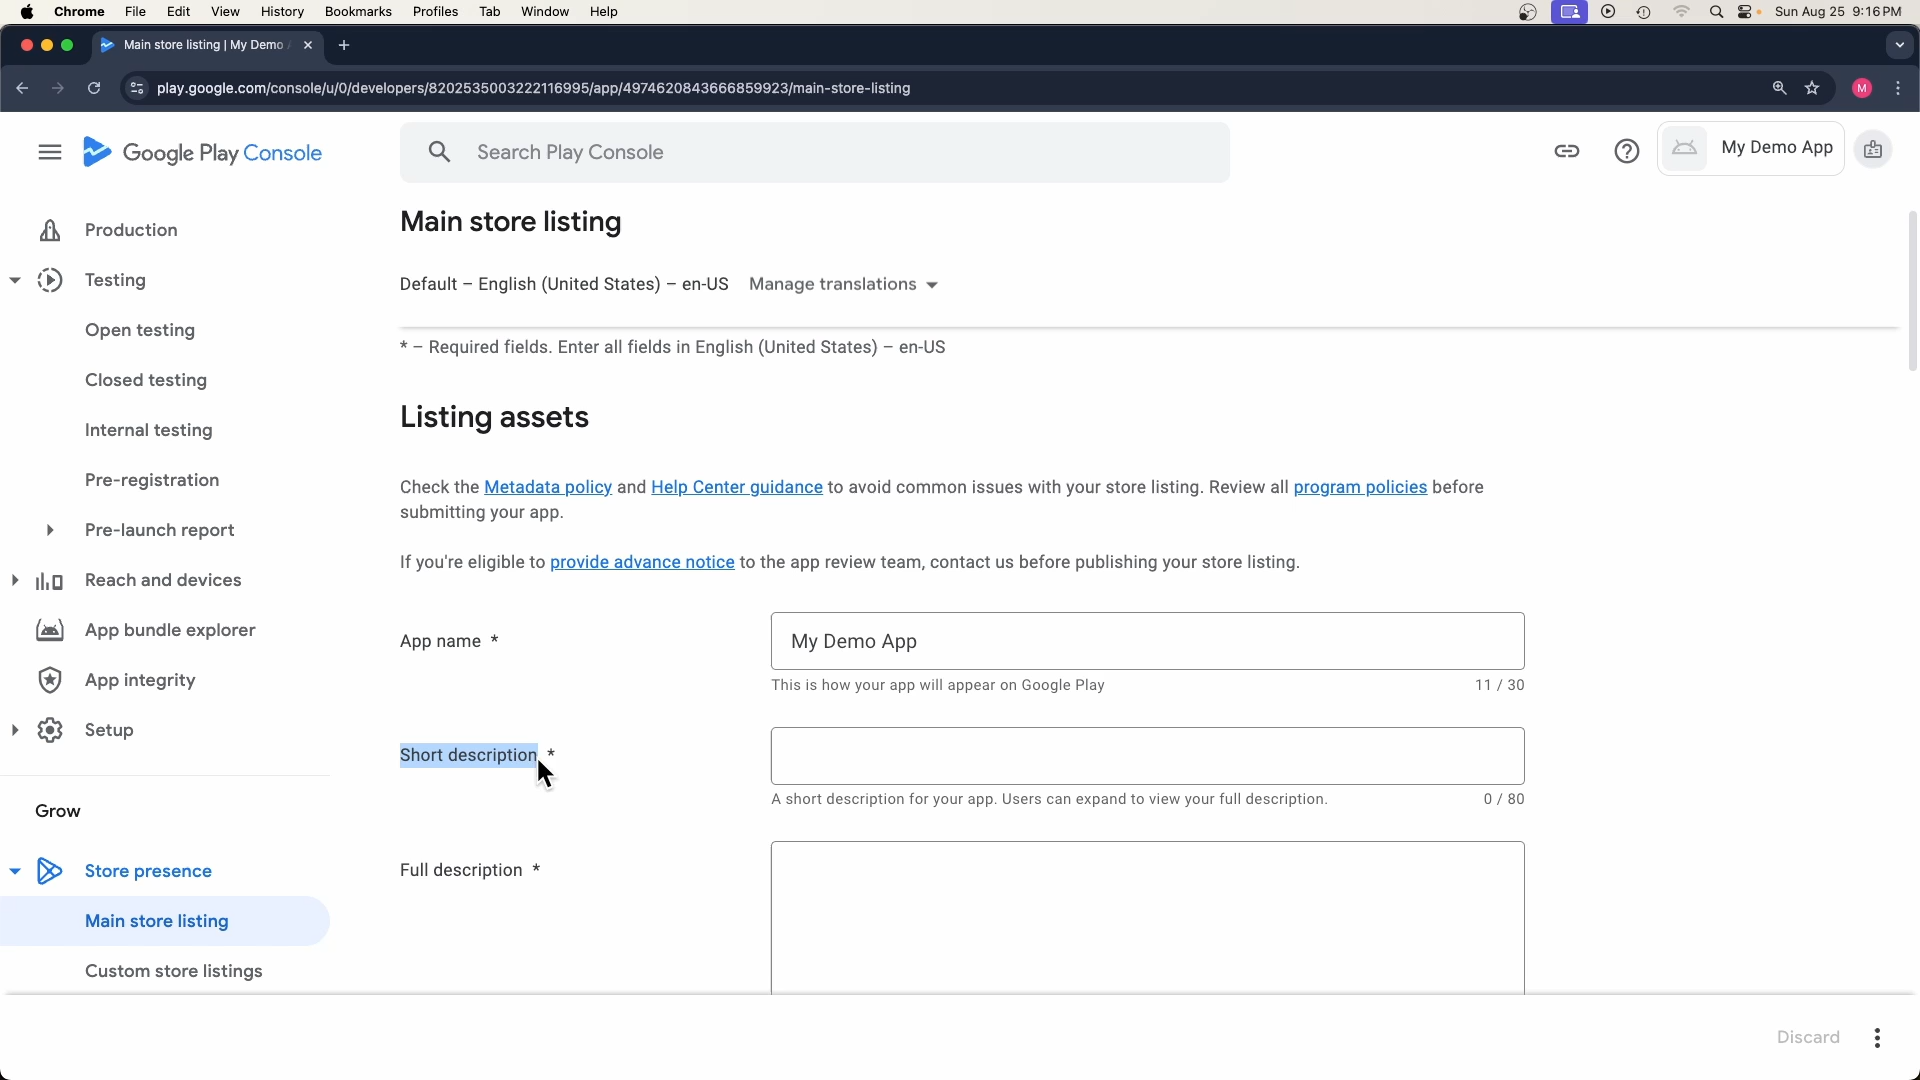 Chrome File Edit View History Bookmarks Profiles Tab Window Help Sun Aug 25 9:16 PM
Main store listing | My Demo
play.google.com/console/u/0/developers/8202535003222116995/app/4974620843666859923/main-store-listing M
Google Play Console
Search Play Console
My Demo App
Production
Testing
Open testing
Closed testing
Internal testing
Pre-registration
Pre-launch report
Reach and devices
App bundle explorer
App integrity
Setup
Grow
Store presence
Main store listing
Custom store listings
Main store listing
Default – English (United States) – en-US Manage translations
* – Required fields. Enter all fields in English (United States) – en-US
Listing assets
Check the Metadata policy and Help Center guidance to avoid common issues with your store listing. Review all program policies before
submitting your app.
If you're eligible to provide advance notice to the app review team, contact us before publishing your store listing.
App name *
My Demo App
This is how your app will appear on Google Play 11 / 30
Short description *
A short description for your app. Users can expand to view your full description. 0 / 80
Full description *
Discard